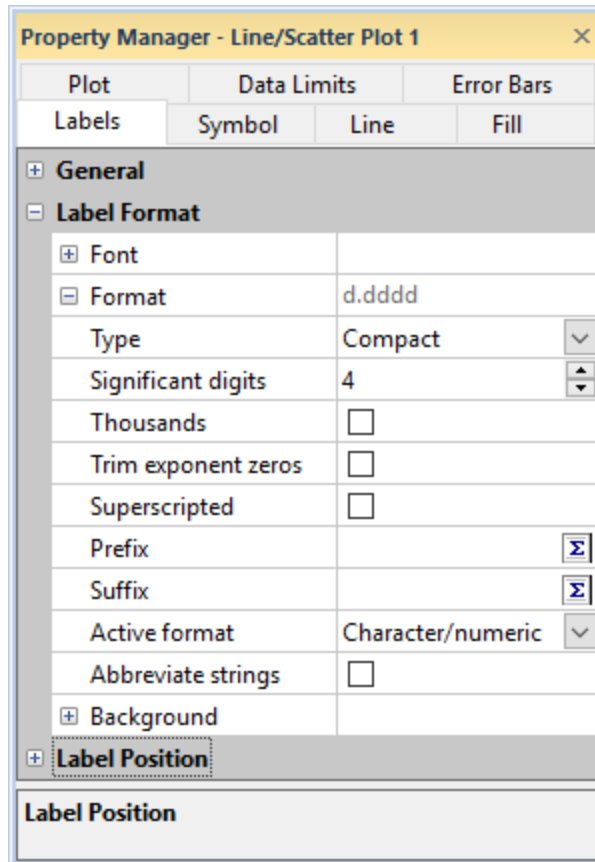 Property Manager - Line/Scatter Plot 1
Plot Data Limits Error Bars
Labels Symbol Line Fill
General
Label Format
Font
Format d.dddd
Type Compact
Significant digits 4
Thousands
Trim exponent zeros
Superscripted
Prefix Σ
Suffix Σ
Active format Character/numeric
Abbreviate strings
Background
Label Position
Label Position